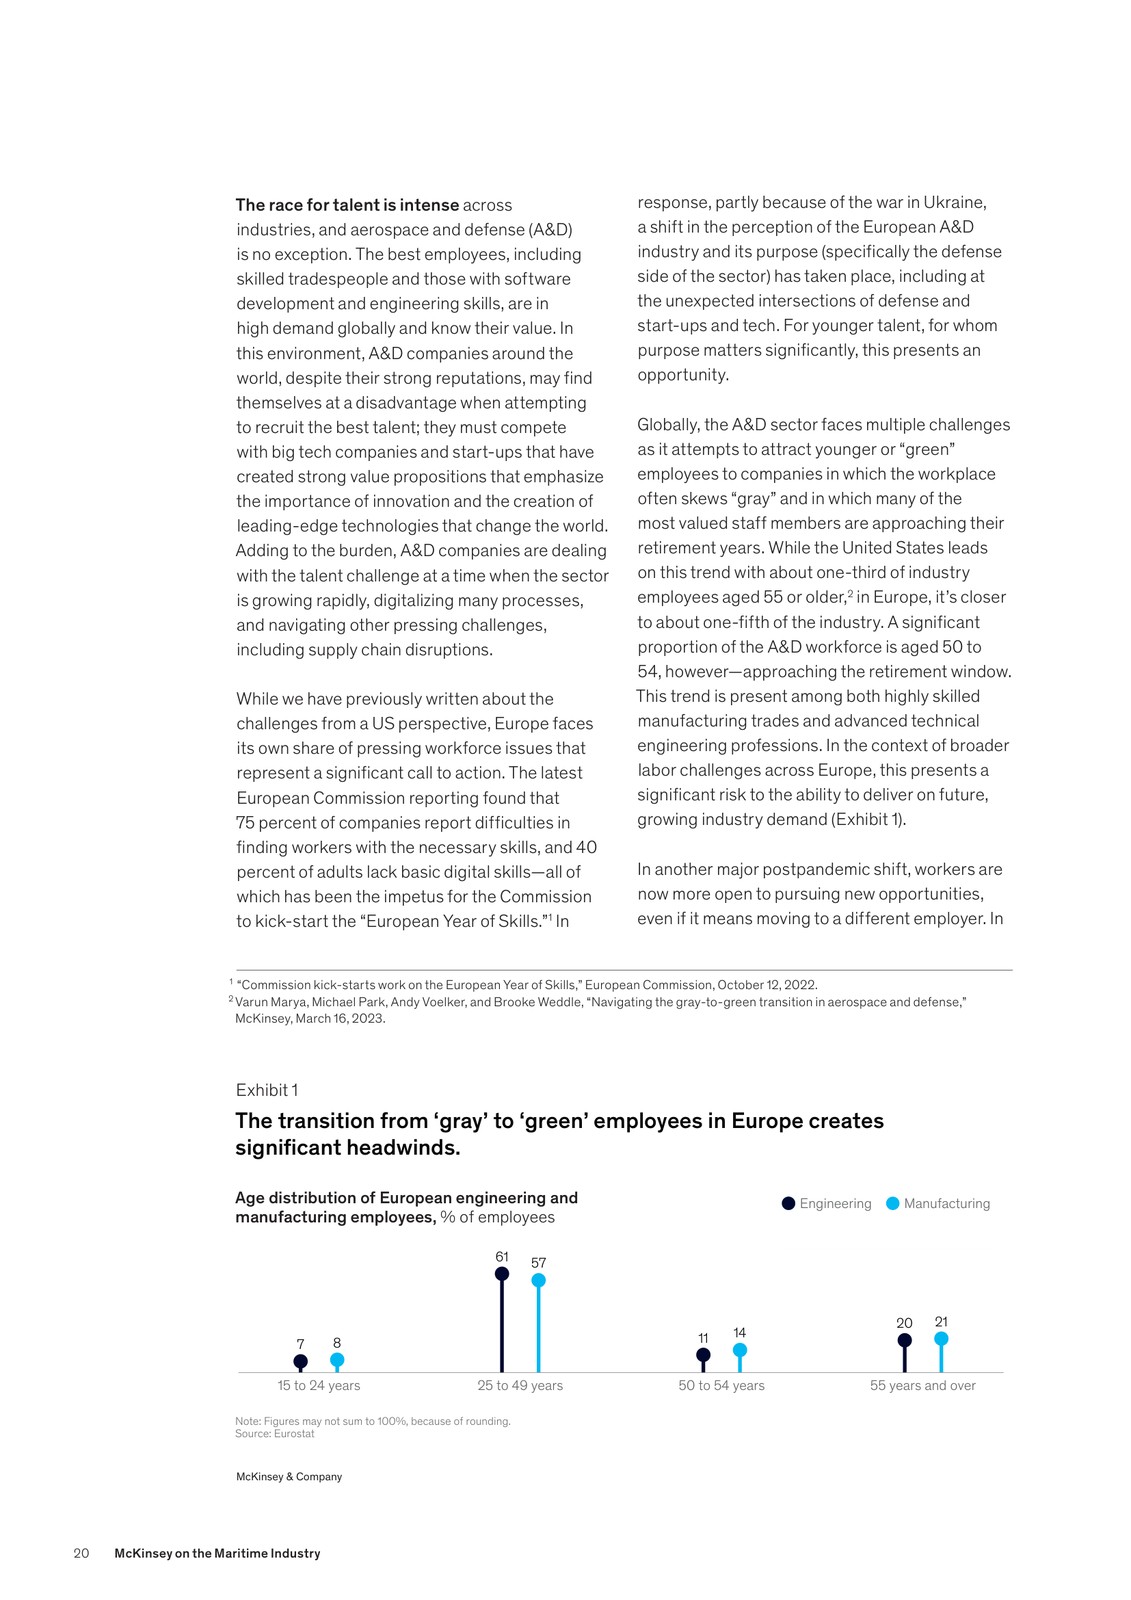 The race for talent is intense across
industries, and aerospace and defense (A&D)
is no exception. The best employees, including
skilled tradespeople and those with software
development and engineering skills, are in
high demand globally and know their value. In
this environment, A&D companies around the
world, despite their strong reputations, may find
themselves at a disadvantage when attempting
to recruit the best talent; they must compete
with big tech companies and start-ups that have
created strong value propositions that emphasize
the importance of innovation and the creation of
leading-edge technologies that change the world.
Adding to the burden, A&D companies are dealing
with the talent challenge at a time when the sector
is growing rapidly, digitalizing many processes,
and navigating other pressing challenges,
including supply chain disruptions.
While we have previously written about the
challenges from a US perspective, Europe faces
its own share of pressing workforce issues that
represent a significant call to action. The latest
European Commission reporting found that
75 percent of companies report difficulties in
finding workers with the necessary skills, and 40
percent of adults lack basic digital skills—all of
which has been the impetus for the Commission
to kick-start the “European Year of Skills.”¹ In
response, partly because of the war in Ukraine,
a shift in the perception of the European A&D
industry and its purpose (specifically the defense
side of the sector) has taken place, including at
the unexpected intersections of defense and
start-ups and tech. For younger talent, for whom
purpose matters significantly, this presents an
opportunity.
Globally, the A&D sector faces multiple challenges
as it attempts to attract younger or “green”
employees to companies in which the workplace
often skews “gray” and in which many of the
most valued staff members are approaching their
retirement years. While the United States leads
on this trend with about one-third of industry
employees aged 55 or older,² in Europe, it’s closer
to about one-fifth of the industry. A significant
proportion of the A&D workforce is aged 50 to
54, however—approaching the retirement window.
This trend is present among both highly skilled
manufacturing trades and advanced technical
engineering professions. In the context of broader
labor challenges across Europe, this presents a
significant risk to the ability to deliver on future,
growing industry demand (Exhibit 1).
In another major postpandemic shift, workers are
now more open to pursuing new opportunities,
even if it means moving to a different employer. In
¹ “Commission kick-starts work on the European Year of Skills,” European Commission, October 12, 2022.
² Varun Marya, Michael Park, Andy Voelker, and Brooke Weddle, “Navigating the gray-to-green transition in aerospace and defense,”
McKinsey, March 16, 2023.
Exhibit 1
The transition from ‘gray’ to ‘green’ employees in Europe creates
significant headwinds.
Age distribution of European engineering and
manufacturing employees, % of employees
Engineering Manufacturing
7 8 61 57 11 14 20 21
15 to 24 years 25 to 49 years 50 to 54 years 55 years and over
Note: Figures may not sum to 100%, because of rounding.
Source: Eurostat
McKinsey & Company
20 McKinsey on the Maritime Industry